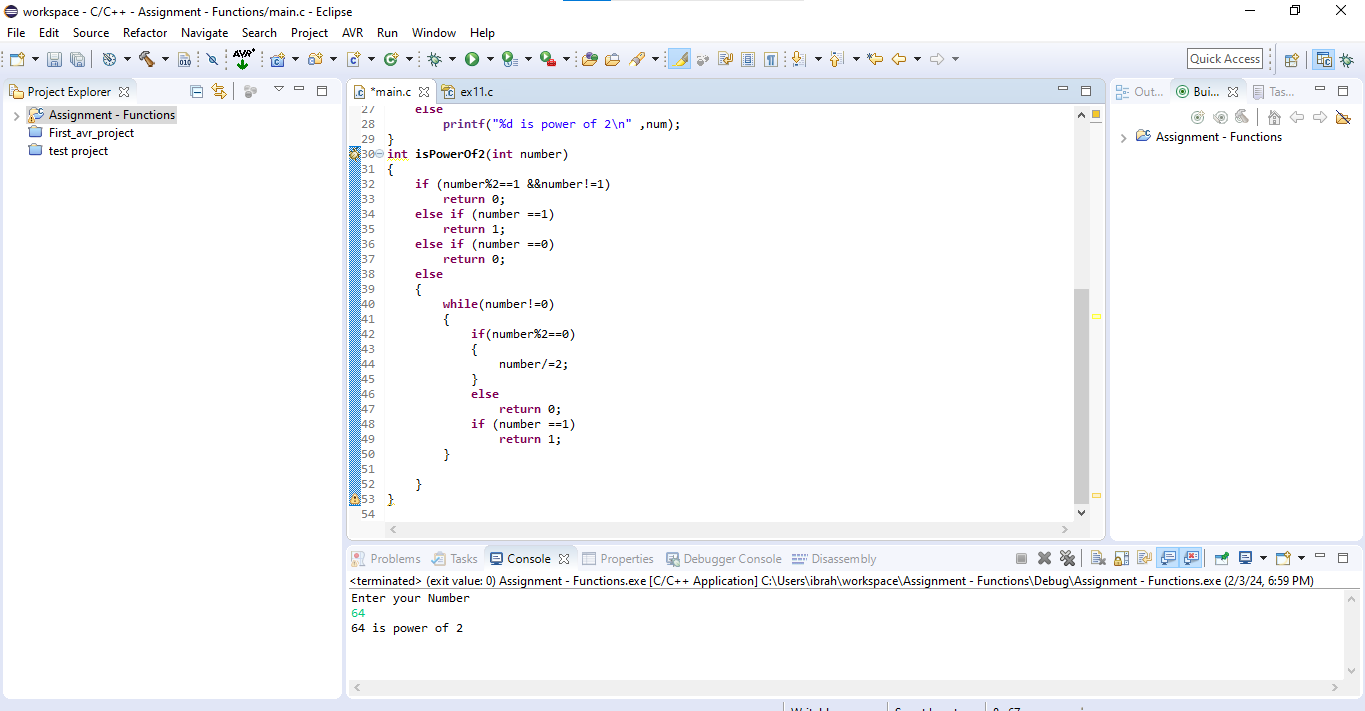 workspace - C/C++ - Assignment - Functions/main.c - Eclipse
File Edit Source Refactor Navigate Search Project AVR Run Window Help
AVR Quick Access
Project Explorer
Assignment - Functions
First_avr_project
test project
*main.c ex11.c
27 else
28 printf("%d is power of 2\n" ,num);
29 }
30 int isPowerOf2(int number)
31 {
32 if (number%2==1 &&number!=1)
33 return 0;
34 else if (number ==1)
35 return 1;
36 else if (number ==0)
37 return 0;
38 else
39 {
40 while(number!=0)
41 {
42 if(number%2==0)
43 {
44 number/=2;
45 }
46 else
47 return 0;
48 if (number ==1)
49 return 1;
50 }
51
52 }
53 }
54
Out... Bui... Tas...
Assignment - Functions
Problems Tasks Console Properties Debugger Console Disassembly
<terminated> (exit value: 0) Assignment - Functions.exe [C/C++ Application] C:\Users\ibrah\workspace\Assignment - Functions\Debug\Assignment - Functions.exe (2/3/24, 6:59 PM)
Enter your Number
64
64 is power of 2